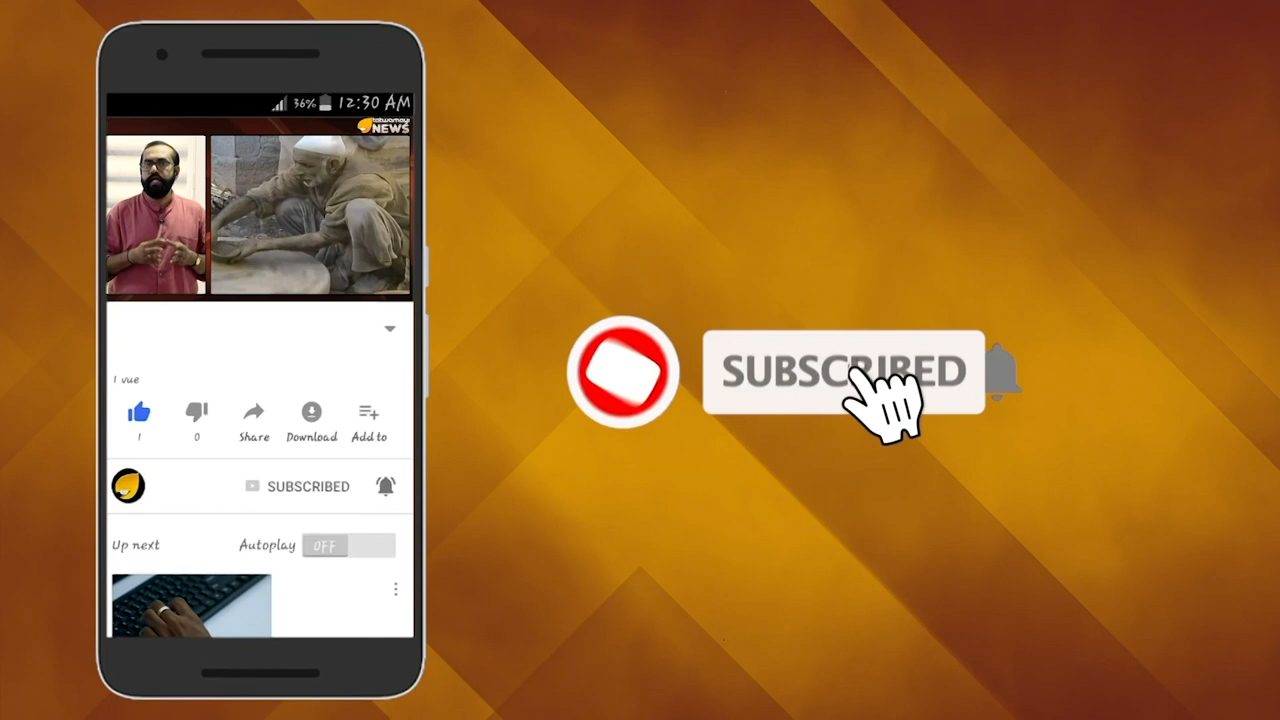 36% 12:30 AM
tatwamayi
NEWS
1 vue
1
0
Share
Download
Add to
SUBSCRIBED
Up next
Autoplay
OFF
SUBSCRIBED